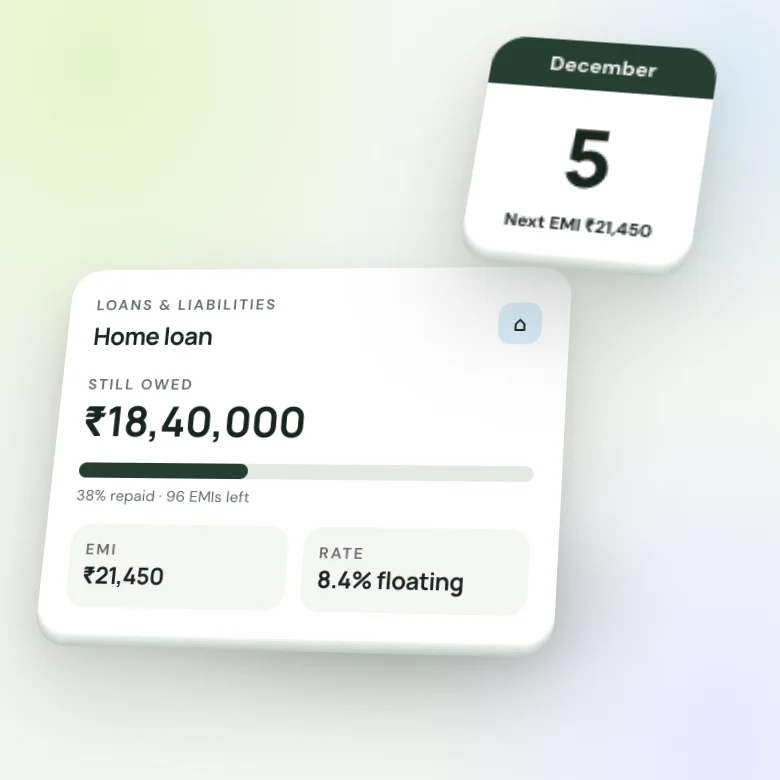 December
5
Next EMI ₹21,450
LOANS & LIABILITIES
Home loan
STILL OWED
₹18,40,000
38% repaid · 96 EMIs left
EMI
₹21,450
RATE
8.4% floating